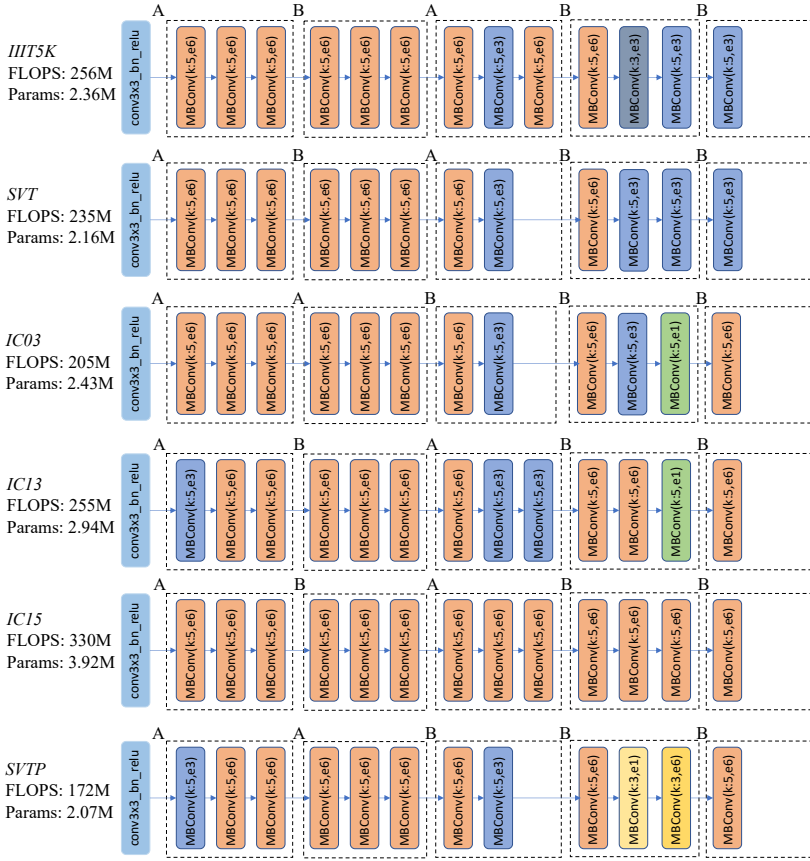 A B A B B
IIIT5K
FLOPS: 256M
Params: 2.36M
conv3x3_bn_relu
MBConv(k:5,e6)
MBConv(k:5,e6)
MBConv(k:5,e6)
MBConv(k:5,e6)
MBConv(k:5,e6)
MBConv(k:5,e6)
MBConv(k:5,e6)
MBConv(k:5,e3)
MBConv(k:5,e6)
MBConv(k:5,e6)
MBConv(k:3,e3)
MBConv(k:5,e3)
MBConv(k:5,e3)
A B A B B
SVT
FLOPS: 235M
Params: 2.16M
conv3x3_bn_relu
MBConv(k:5,e6)
MBConv(k:5,e6)
MBConv(k:5,e6)
MBConv(k:5,e6)
MBConv(k:5,e6)
MBConv(k:5,e6)
MBConv(k:5,e6)
MBConv(k:5,e3)
MBConv(k:5,e6)
MBConv(k:5,e3)
MBConv(k:5,e3)
MBConv(k:5,e3)
A A B B B
IC03
FLOPS: 205M
Params: 2.43M
conv3x3_bn_relu
MBConv(k:5,e6)
MBConv(k:5,e6)
MBConv(k:5,e6)
MBConv(k:5,e6)
MBConv(k:5,e6)
MBConv(k:5,e6)
MBConv(k:5,e6)
MBConv(k:5,e3)
MBConv(k:5,e6)
MBConv(k:5,e3)
MBConv(k:5,e1)
MBConv(k:5,e6)
A B A B B
IC13
FLOPS: 255M
Params: 2.94M
conv3x3_bn_relu
MBConv(k:5,e3)
MBConv(k:5,e6)
MBConv(k:5,e6)
MBConv(k:5,e6)
MBConv(k:5,e6)
MBConv(k:5,e6)
MBConv(k:5,e6)
MBConv(k:5,e3)
MBConv(k:5,e3)
MBConv(k:5,e6)
MBConv(k:5,e6)
MBConv(k:5,e1)
MBConv(k:5,e6)
A B A B B
IC15
FLOPS: 330M
Params: 3.92M
conv3x3_bn_relu
MBConv(k:5,e6)
MBConv(k:5,e6)
MBConv(k:5,e6)
MBConv(k:5,e6)
MBConv(k:5,e6)
MBConv(k:5,e6)
MBConv(k:5,e6)
MBConv(k:5,e6)
MBConv(k:5,e6)
MBConv(k:5,e6)
MBConv(k:5,e6)
MBConv(k:5,e6)
MBConv(k:5,e6)
A A B B B
SVTP
FLOPS: 172M
Params: 2.07M
conv3x3_bn_relu
MBConv(k:5,e3)
MBConv(k:5,e6)
MBConv(k:5,e6)
MBConv(k:5,e6)
MBConv(k:5,e6)
MBConv(k:5,e6)
MBConv(k:5,e6)
MBConv(k:5,e3)
MBConv(k:5,e6)
MBConv(k:3,e1)
MBConv(k:3,e6)
MBConv(k:5,e6)